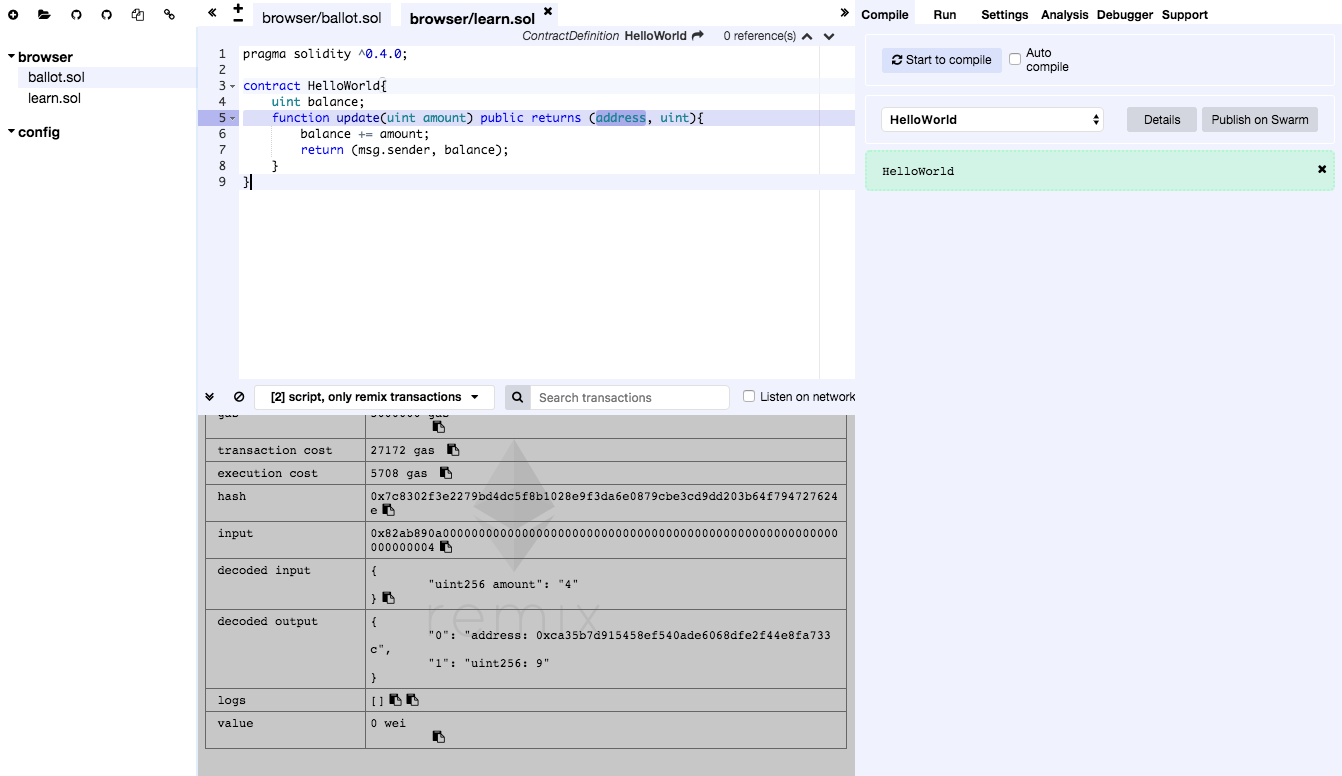 browser
ballot.sol
learn.sol
config
browser/ballot.sol
browser/learn.sol
ContractDefinition HelloWorld 0 reference(s)
1 pragma solidity ^0.4.0;
2
3 contract HelloWorld{
4 uint balance;
5 function update(uint amount) public returns (address, uint){
6 balance += amount;
7 return (msg.sender, balance);
8 }
9 }
[2] script, only remix transactions
Search transactions
Listen on network
gas 3000000 gas
transaction cost 27172 gas
execution cost 5708 gas
hash 0x7c8302f3e2279bd4dc5f8b1028e9f3da6e0879cbe3cd9dd203b64f794727624
e
input 0x82ab890a0000000000000000000000000000000000000000000000000000000
000000004
decoded input {
"uint256 amount": "4"
}
decoded output {
"0": "address: 0xca35b7d915458ef540ade6068dfe2f44e8fa733
c",
"1": "uint256: 9"
}
logs []
value 0 wei
remix
Compile Run Settings Analysis Debugger Support
Start to compile
Auto
compile
HelloWorld
Details
Publish on Swarm
HelloWorld